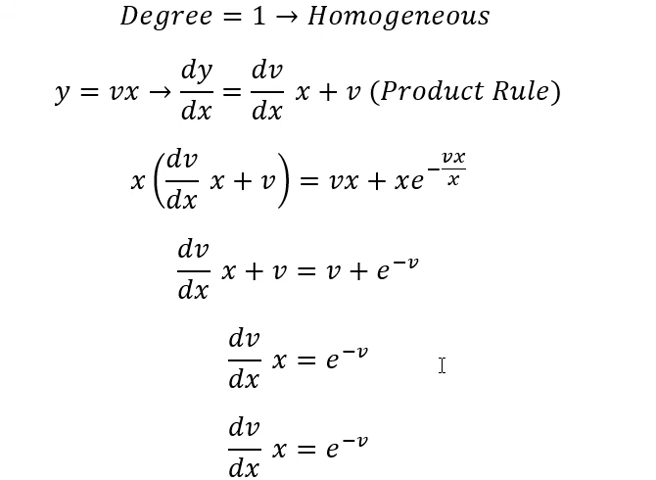 Degree = 1 → Homogeneous
y = vx → dy/dx = dv/dx x + v (Product Rule)
x(dv/dx x + v) = vx + xe^(-vx/x)
dv/dx x + v = v + e^(-v)
dv/dx x = e^(-v)
dv/dx x = e^(-v)